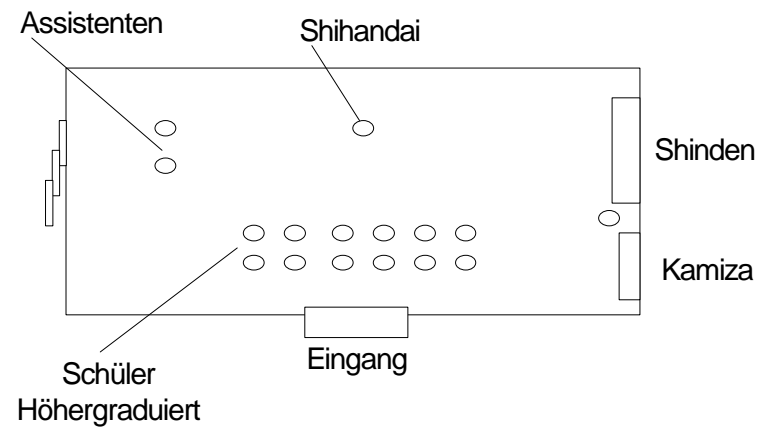 Assistenten
Shihandai
Shinden
Kamiza
Eingang
Schüler
Höhergraduiert